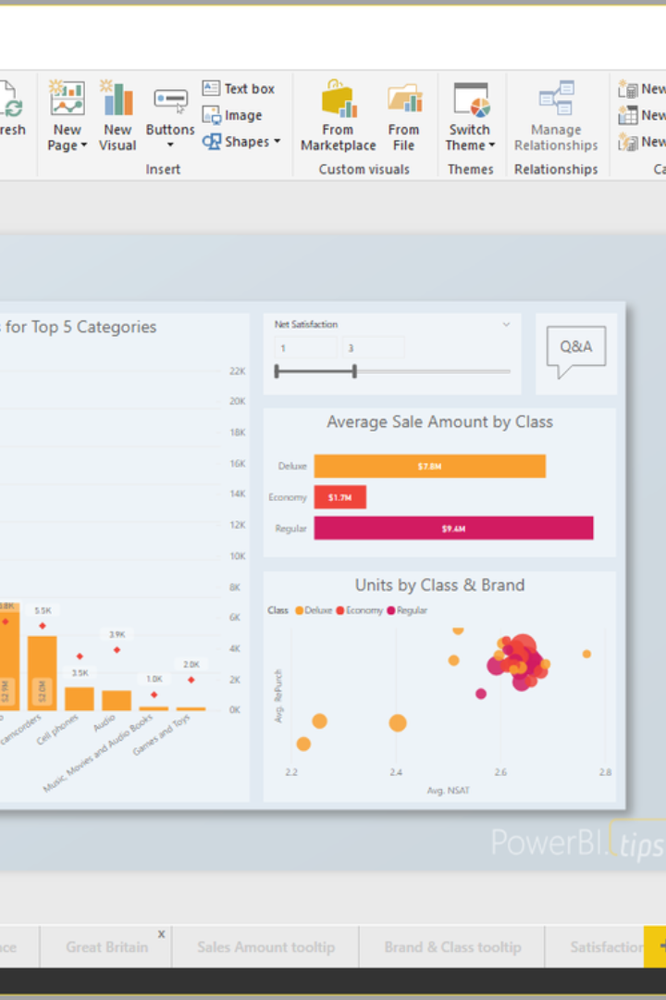 resh
New Page
New Visual
Buttons
Text box
Image
Shapes
Insert
From Marketplace
From File
Custom visuals
Switch Theme
Themes
Manage Relationships
Relationships
New
New
New
Ca
s for Top 5 Categories
22K
20K
18K
16K
14K
12K
10K
8K
6K
4K
2K
0K
5.5K
3.5K
3.9K
1.0K
2.0K
$2.9M
$2.0M
camcorders
Cell phones
Audio
Music, Movies and Audio Books
Games and Toys
Net Satisfaction
1
3
Q&A
Average Sale Amount by Class
Deluxe
$7.8M
Economy
$1.7M
Regular
$9.4M
Units by Class & Brand
Class Deluxe Economy Regular
Avg. RePurch
2.2 2.4 2.6 2.8
Avg. NSAT
PowerBI.tips
nce
Great Britain
x
Sales Amount tooltip
Brand & Class tooltip
Satisfaction
+